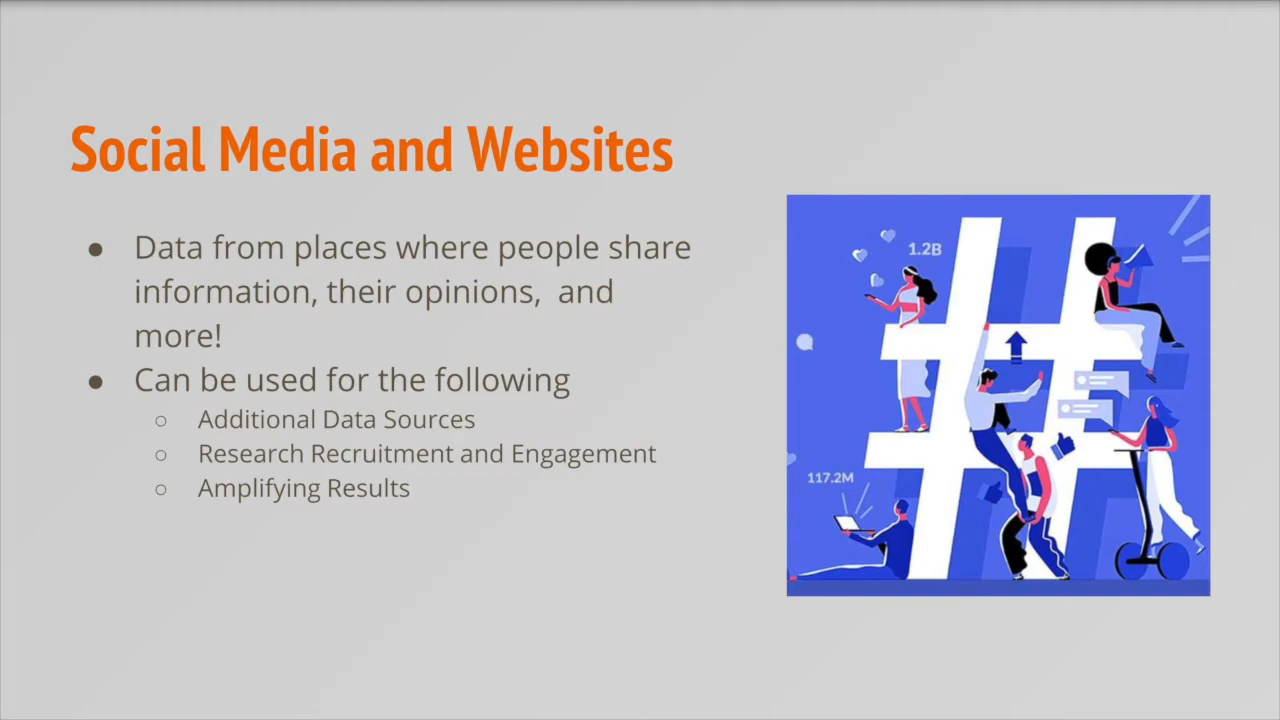 Social Media and Websites
● Data from places where people share
information, their opinions,  and
more!
● Can be used for the following
○ Additional Data Sources
○ Research Recruitment and Engagement
○ Amplifying Results
1.2B
117.2M